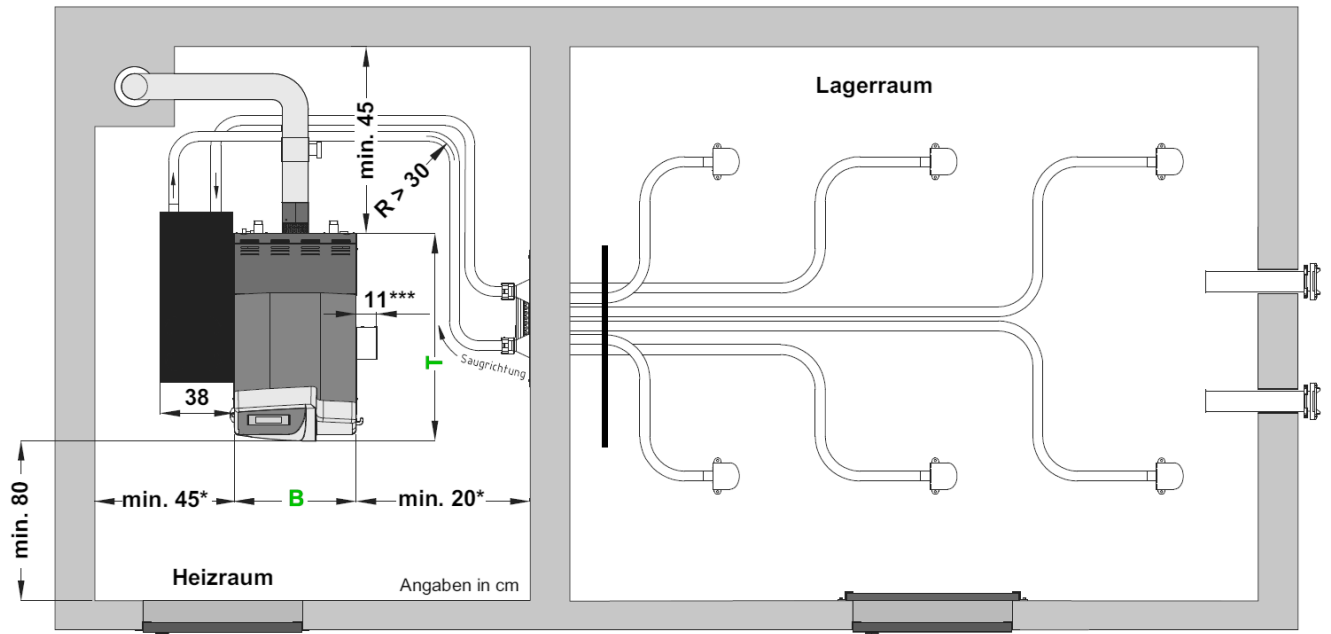 Lagerraum
min. 45
R > 30
11***
T
Saugrichtung
38
min. 80
min. 45*
B
min. 20*
Heizraum
Angaben in cm